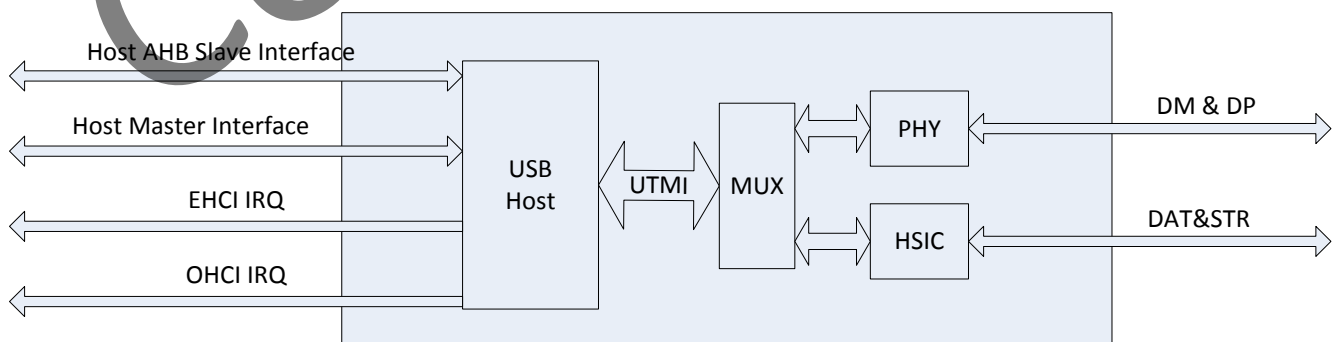 Host AHB Slave Interface
Host Master Interface
EHCI IRQ
OHCI IRQ
USB
Host
UTMI
MUX
PHY
HSIC
DM & DP
DAT&STR